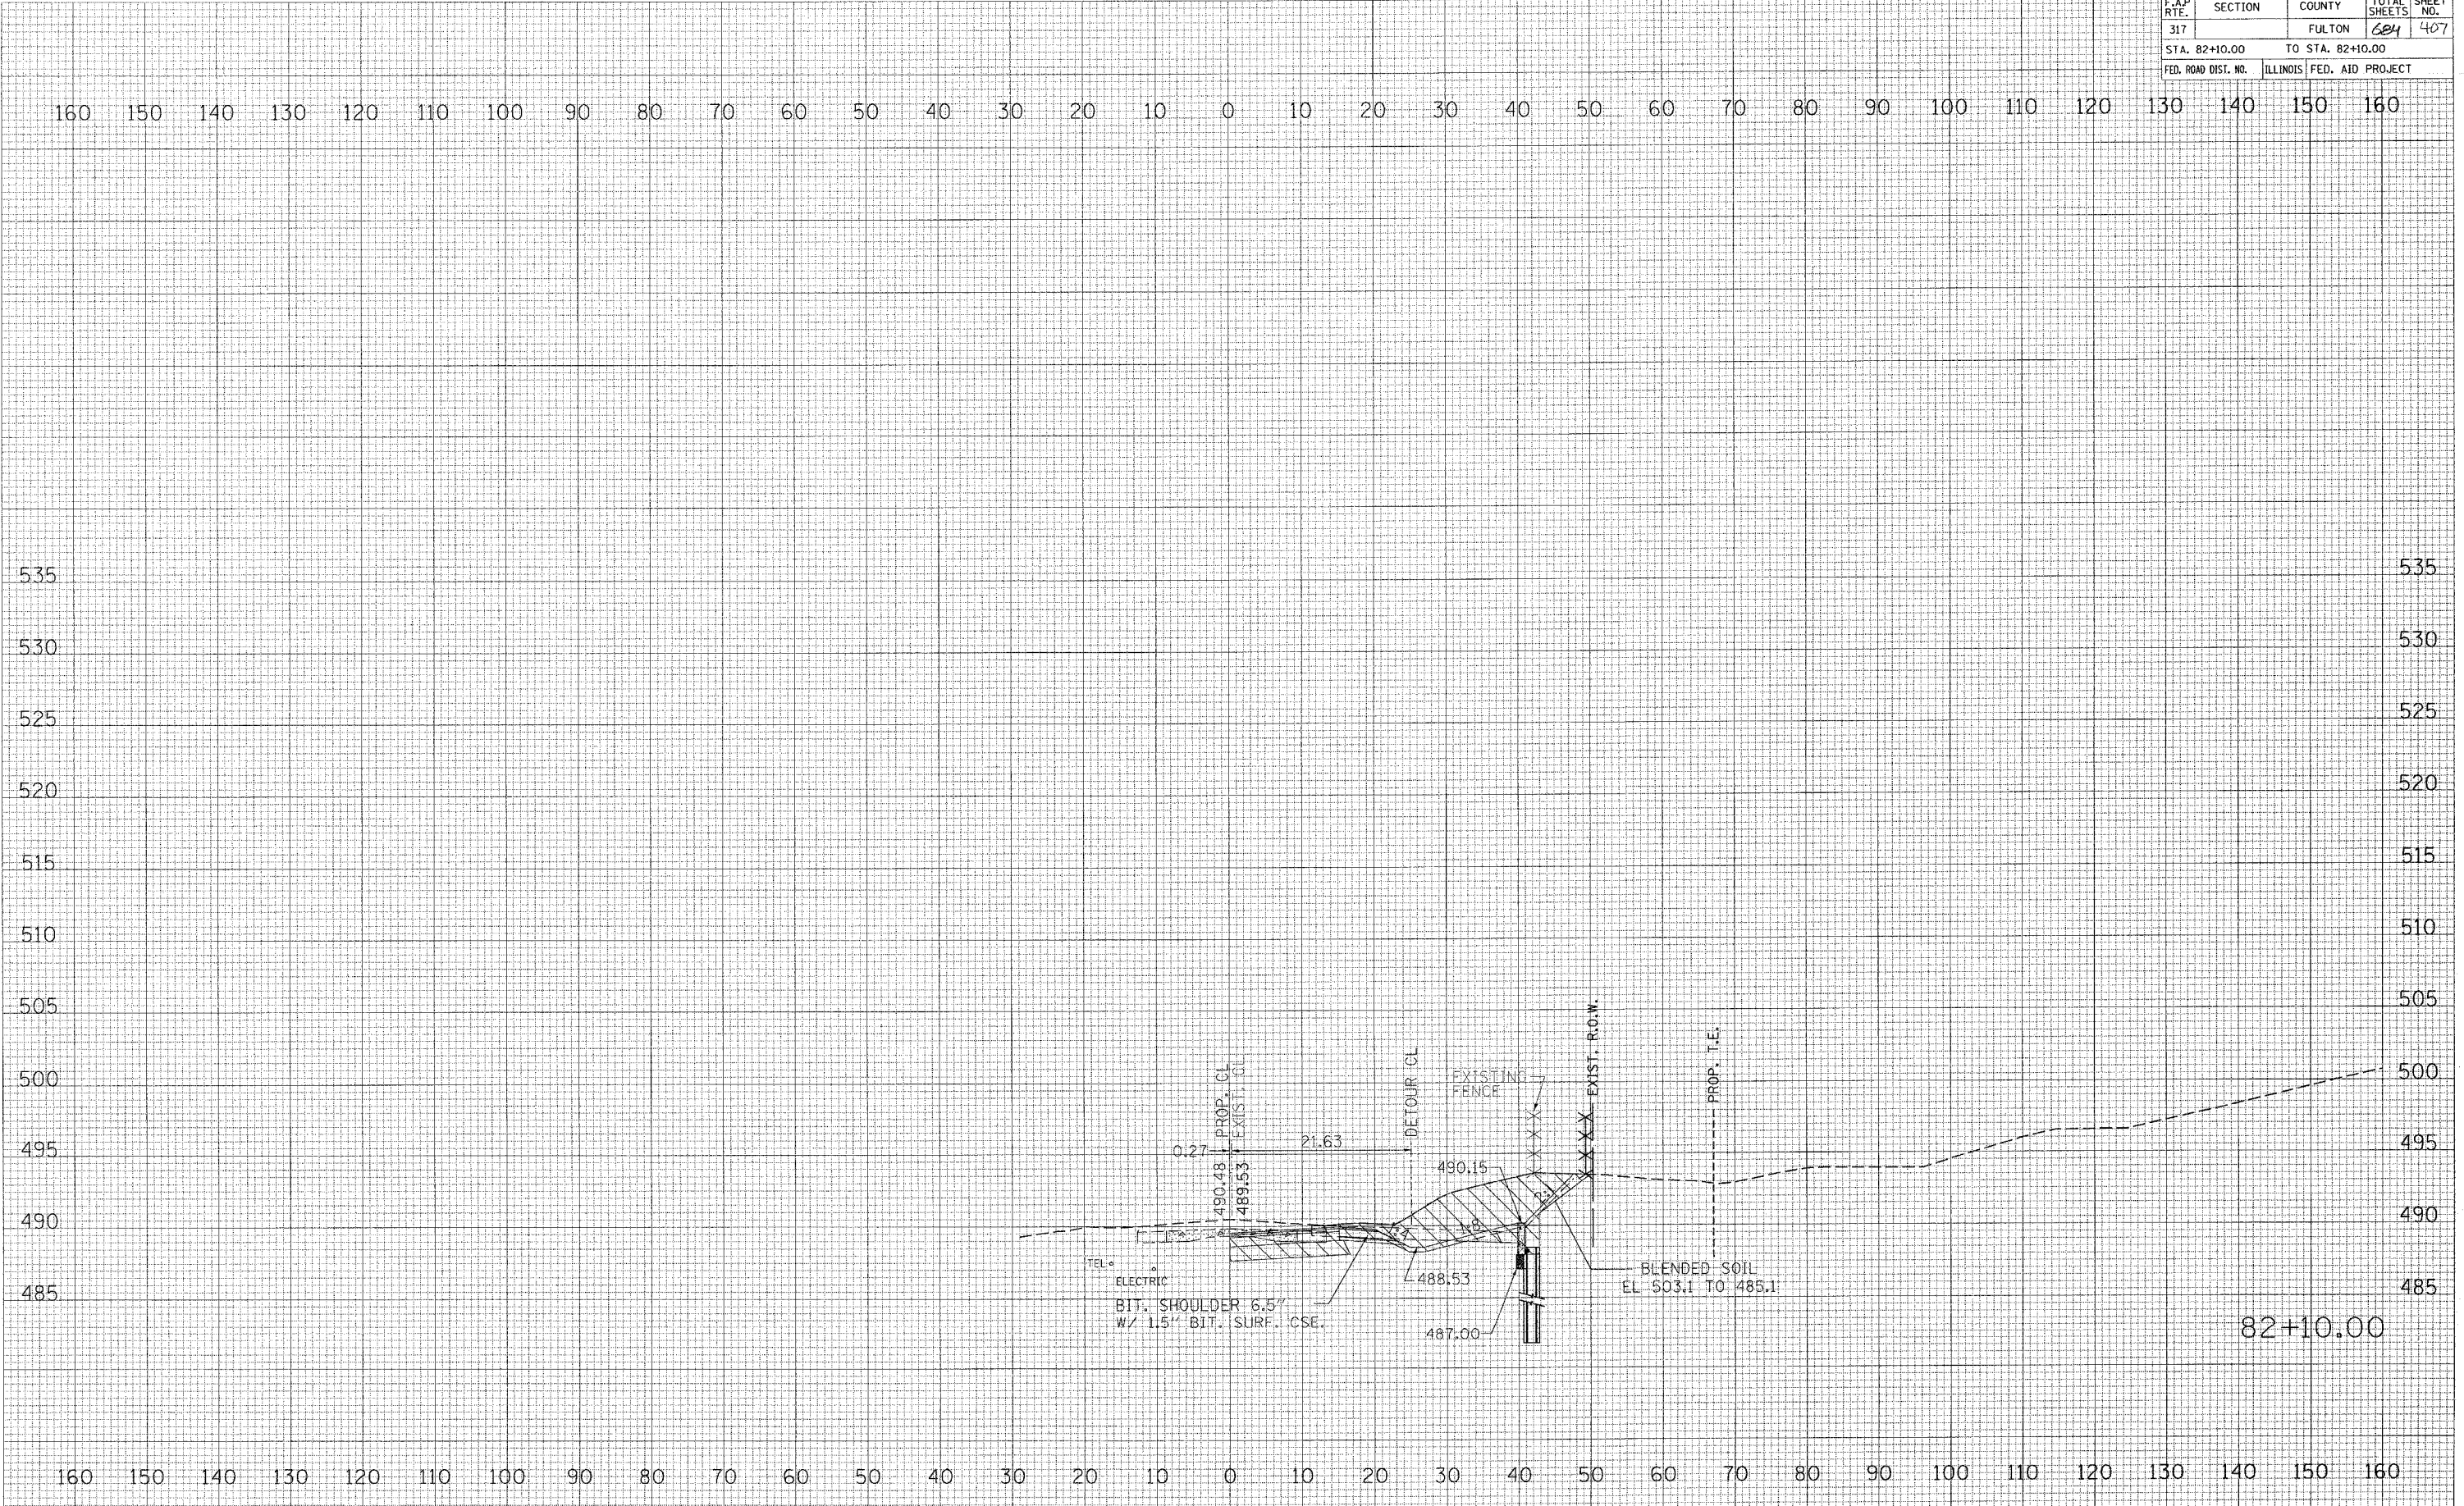 F.A.P RTE. SECTION COUNTY TOTAL SHEETS SHEET NO.
317 FULTON 684 407
STA. 82+10.00 TO STA. 82+10.00
FED. ROAD DIST. NO. ILLINOIS FED. AID PROJECT
160 150 140 130 120 110 100 90 80 70 60 50 40 30 20 10 0 10 20 30 40 50 60 70 80 90 100 110 120 130 140 150 160
535 535
530 530
525 525
520 520
515 515
510 510
505 505
500 500
495 495
490 490
485 485
PROP. CL
EXIST. CL
DETOUR CL
EXISTING
FENCE
EXIST. R.O.W.
PROP. T.E.
0.27
21.63
490.48
489.53
490.15
2:1
1:8
TEL
ELECTRIC
BIT. SHOULDER 6.5"
W/ 1.5" BIT. SURF. CSE.
488.53
487.00
BLENDED SOIL
EL 503.1 TO 485.1
82+10.00
160 150 140 130 120 110 100 90 80 70 60 50 40 30 20 10 0 10 20 30 40 50 60 70 80 90 100 110 120 130 140 150 160